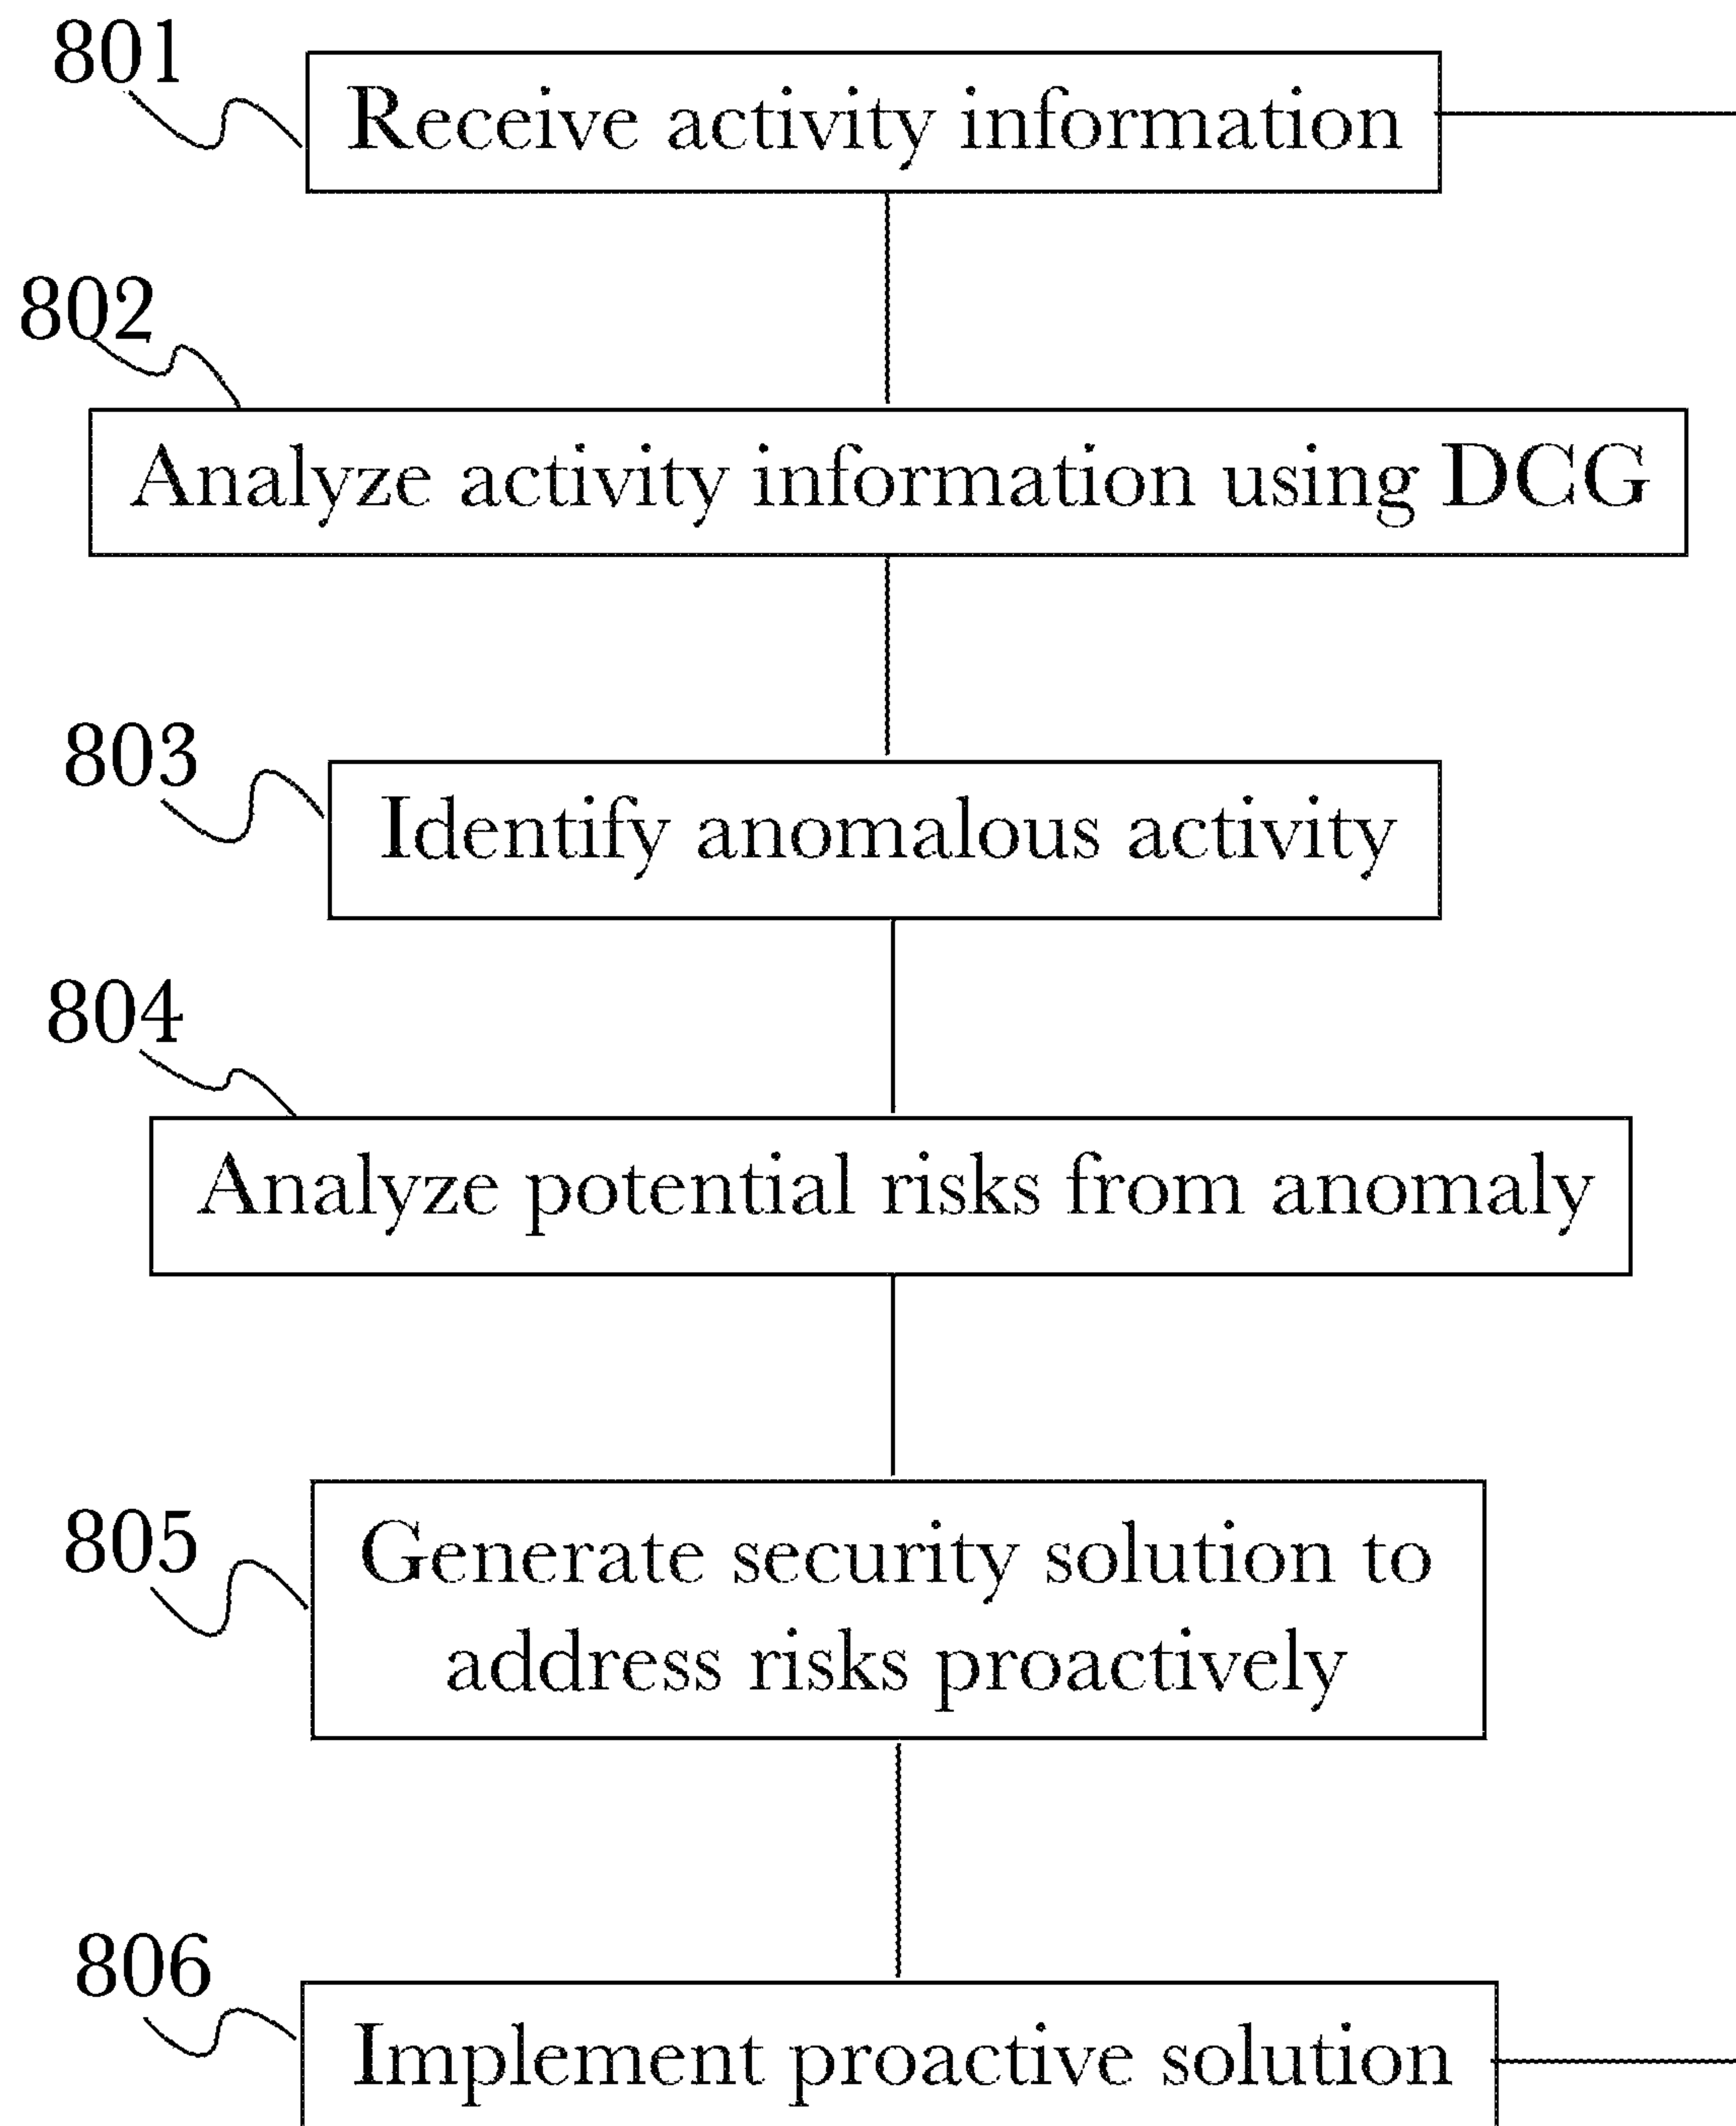 801
Receive activity information
802
Analyze activity information using DCG
803
Identify anomalous activity
804
Analyze potential risks from anomaly
805
Generate security solution to
address risks proactively
806
Implement proactive solution